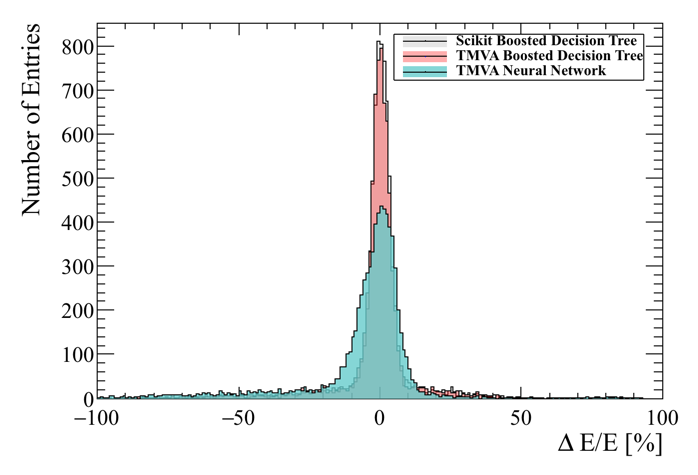 Number of Entries
800
700
600
500
400
300
200
100
0
Scikit Boosted Decision Tree
TMVA Boosted Decision Tree
TMVA Neural Network
−100
−50
0
50
100
Δ E/E [%]